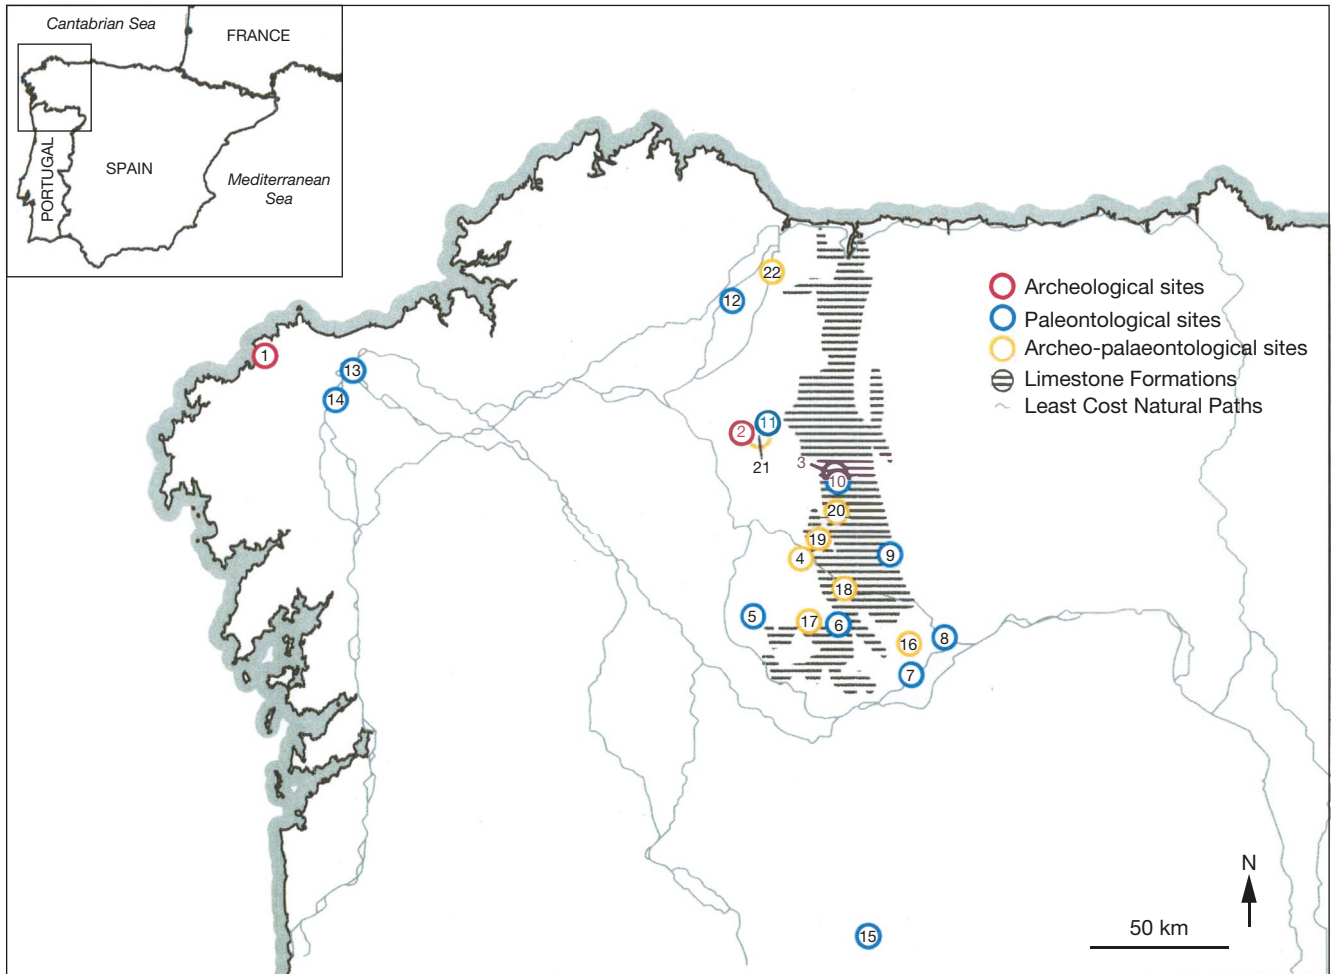 Cantabrian Sea
FRANCE
PORTUGAL
SPAIN
Mediterranean
Sea
Archeological sites
Paleontological sites
Archeo-palaeontological sites
Limestone Formations
Least Cost Natural Paths
22
12
1
13
14
2
11
21
3
10
20
19
4
9
18
5
17
6
16
8
7
15
N
50 km